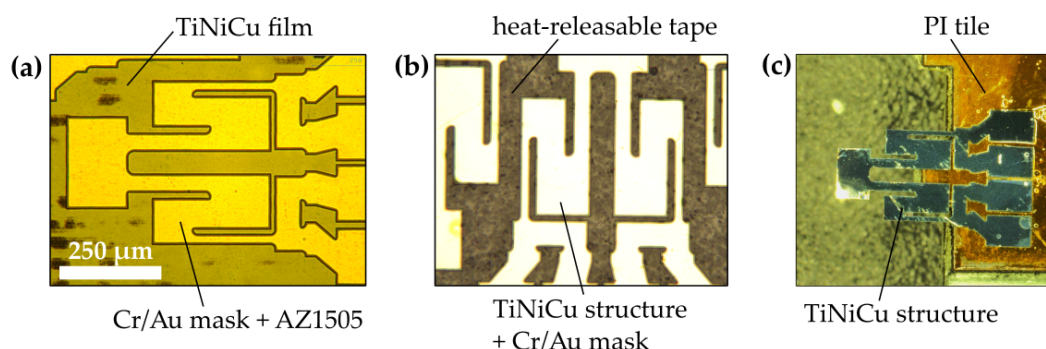 TiNiCu film
heat-releasable tape
PI tile
(a)
(b)
(c)
250 µm
Cr/Au mask + AZ1505
TiNiCu structure
+ Cr/Au mask
TiNiCu structure